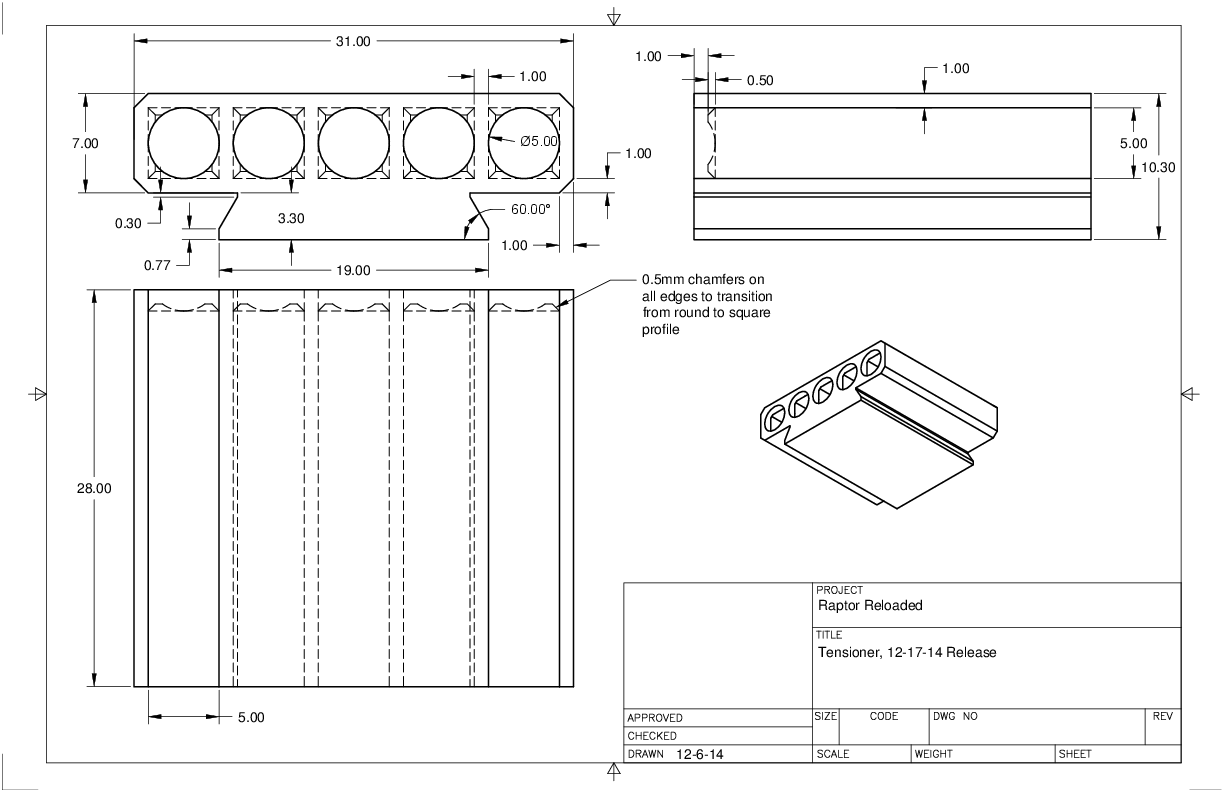 31.00
1.00
7.00
Ø5.00
1.00
0.30
3.30
60.00°
0.77
1.00
19.00
1.00
0.50
1.00
5.00
10.30
0.5mm chamfers on
all edges to transition
from round to square
profile
28.00
5.00
PROJECT
Raptor Reloaded
TITLE
Tensioner, 12-17-14 Release
APPROVED
SIZE CODE DWG NO REV
CHECKED
DRAWN 12-6-14 SCALE WEIGHT SHEET